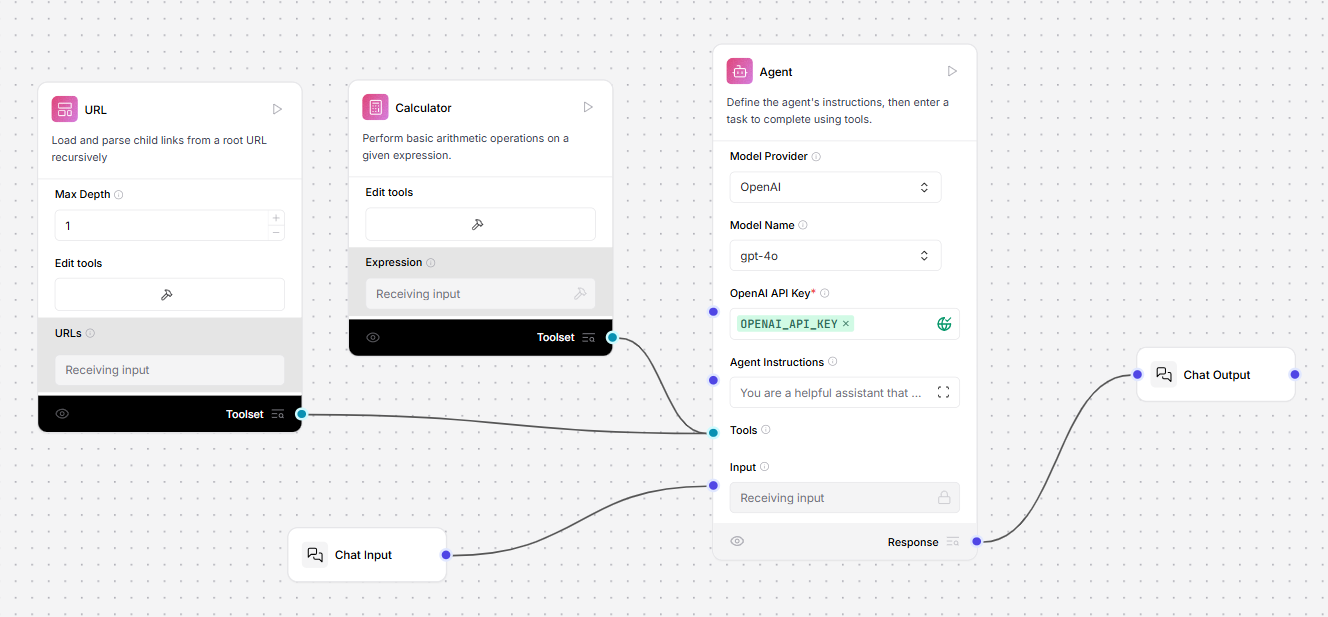 URL
Load and parse child links from a root URL
recursively
Max Depth
1
Edit tools
URLs
Receiving input
Toolset
Calculator
Perform basic arithmetic operations on a
given expression.
Edit tools
Expression
Receiving input
Toolset
Chat Input
Agent
Define the agent's instructions, then enter a
task to complete using tools.
Model Provider
OpenAI
Model Name
gpt-4o
OpenAI API Key*
OPENAI_API_KEY ×
Agent Instructions
You are a helpful assistant that ...
Tools
Input
Receiving input
Response
Chat Output